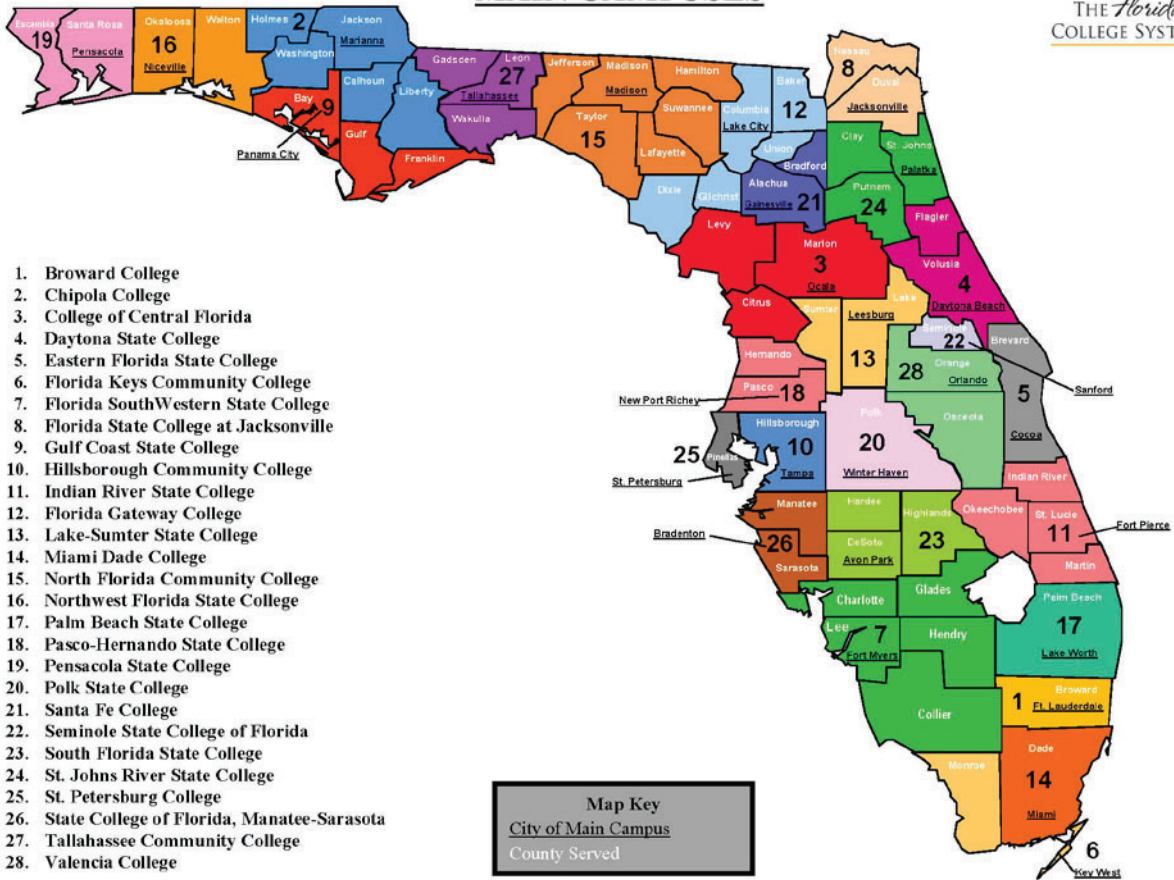 MAIN CAMPUSES
THE Florida
COLLEGE SYST
Escambia
19
Santa Rosa
Pensacola
Okaloosa
16
Niceville
Walton
Holmes 2
Washington
Jackson
Marianna
Bay
9
Panama City
Calhoun
Gulf
Liberty
Franklin
Gadscen
Leon
27
Tallahassee
Wakulla
Jefferson
Madison
Madison
Hamilton
Taylor
15
Suwannee
Lafayette
Columbia
Lake City
Baker
12
Union
Bradford
Dixie
Gilchrist
Alachua
Gainesville 21
Nassau
8
Duval
Jacksonville
Clay
St. Johns
Palatka
Putnam
24
Flagler
Levy
Marion
3
Ocala
Volusia
4
Daytona Beach
Citrus
Sumter
Lake
Leesburg
13
Seminole
22
Sanford
Brevard
5
Cocoa
Hernando
Pasco
18
New Port Richey
28
Orange
Orlando
Osceola
25
Pinellas
St. Petersburg
Hillsborough
10
Tampa
Polk
20
Winter Haven
Indian River
Okeechobee
St. Lucie
11
Fort Pierce
Martin
Manatee
Bradenton
26
Sarasota
Hardee
Highlands
23
DeSoto
Avon Park
Charlotte
Glades
Lee
7
Fort Myers
Hendry
Collier
Palm Beach
17
Lake Worth
Broward
1 Ft. Lauderdale
Monroe
Dade
14
Miami
6
Key West
1. Broward College
2. Chipola College
3. College of Central Florida
4. Daytona State College
5. Eastern Florida State College
6. Florida Keys Community College
7. Florida SouthWestern State College
8. Florida State College at Jacksonville
9. Gulf Coast State College
10. Hillsborough Community College
11. Indian River State College
12. Florida Gateway College
13. Lake-Sumter State College
14. Miami Dade College
15. North Florida Community College
16. Northwest Florida State College
17. Palm Beach State College
18. Pasco-Hernando State College
19. Pensacola State College
20. Polk State College
21. Santa Fe College
22. Seminole State College of Florida
23. South Florida State College
24. St. Johns River State College
25. St. Petersburg College
26. State College of Florida, Manatee-Sarasota
27. Tallahassee Community College
28. Valencia College
Map Key
City of Main Campus
County Served